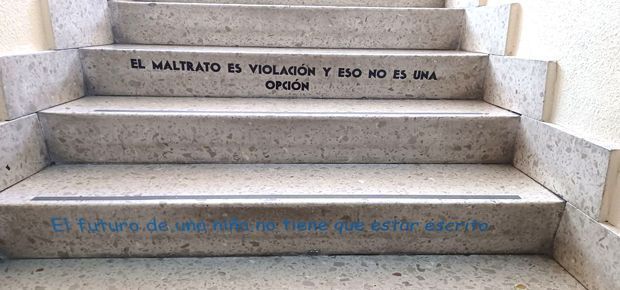 EL MALTRATO ES VIOLACIÓN Y ESO NO ES UNA
OPCIÓN
El futuro de una niña no tiene que estar escrito